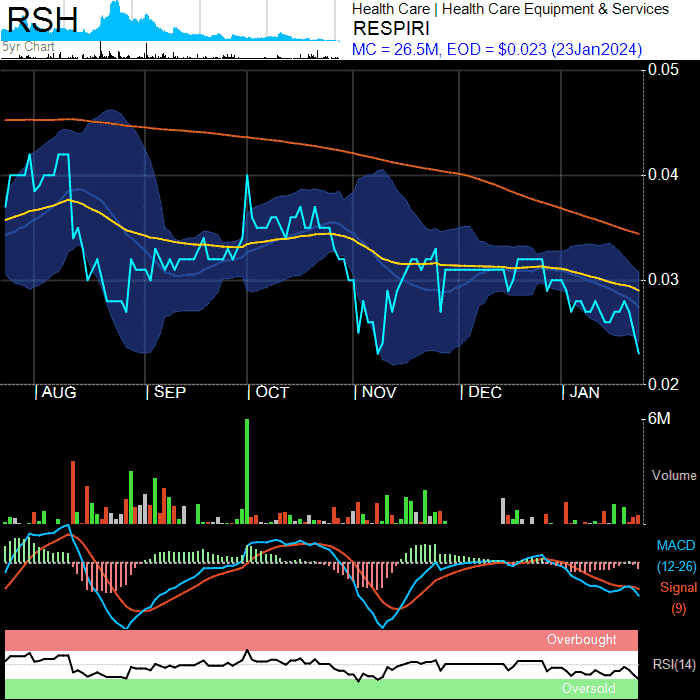 RSH
5yr Chart
Health Care | Health Care Equipment & Services
RESPIRI
MC = 26.5M, EOD = $0.023 (23Jan2024)
0.05
0.04
0.03
0.02
| AUG | SEP | OCT | NOV | DEC | JAN
6M
Volume
MACD
(12-26)
Signal
(9)
Overbought
RSI(14)
Oversold